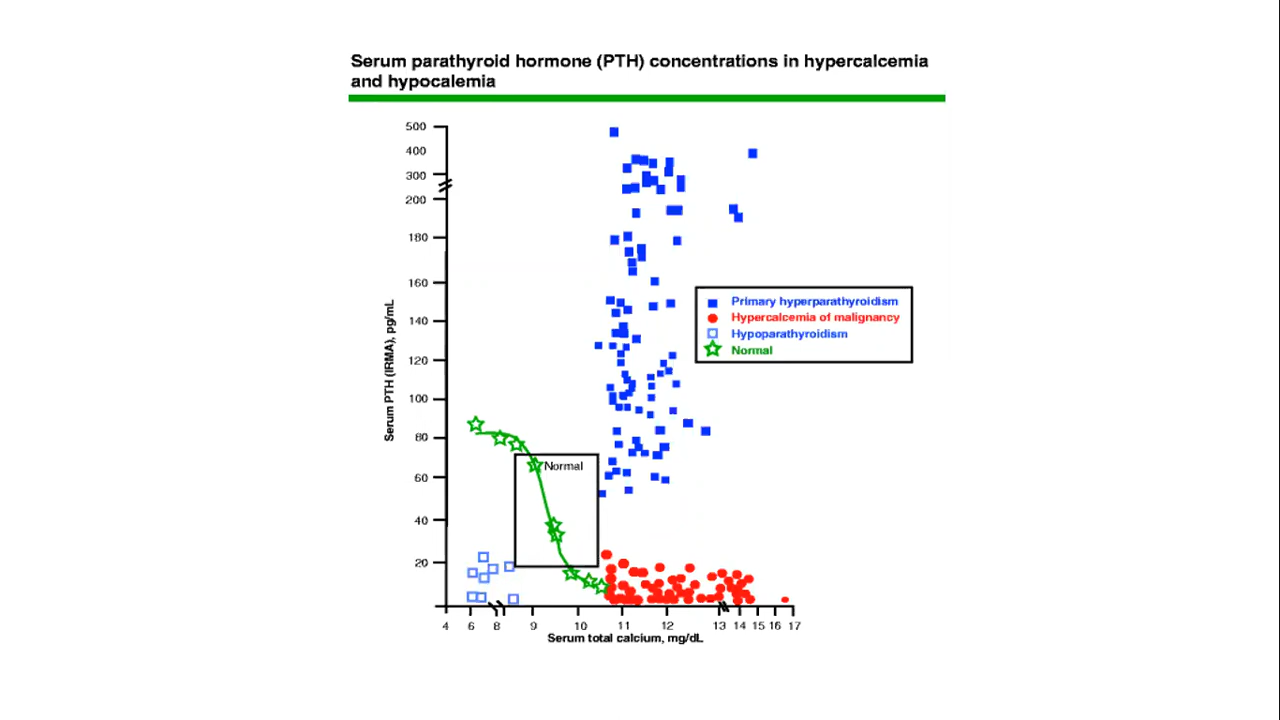 Serum parathyroid hormone (PTH) concentrations in hypercalcemia
and hypocalemia
500
400
300
200
180
160
140
120
100
80
60
40
20
Serum PTH (IRMA), pg/mL
Primary hyperparathyroidism
Hypercalcemia of malignancy
Hypoparathyroidism
Normal
Normal
4 6 8 9 10 11 12 13 14 15 16 17
Serum total calcium, mg/dL